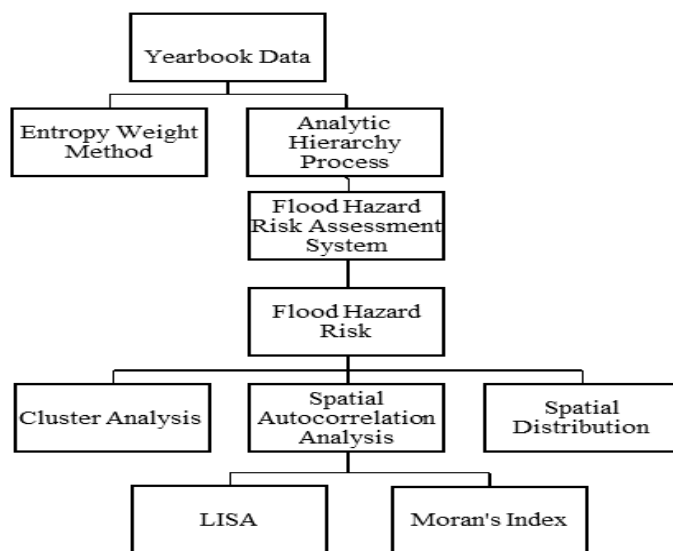 Yearbook Data
Entropy Weight
Method
Analytic
Hierarchy
Process
Flood Hazard
Risk Assessment
System
Flood Hazard
Risk
Cluster Analysis
Spatial
Autocorrelation
Analysis
Spatial
Distribution
LISA
Moran's Index